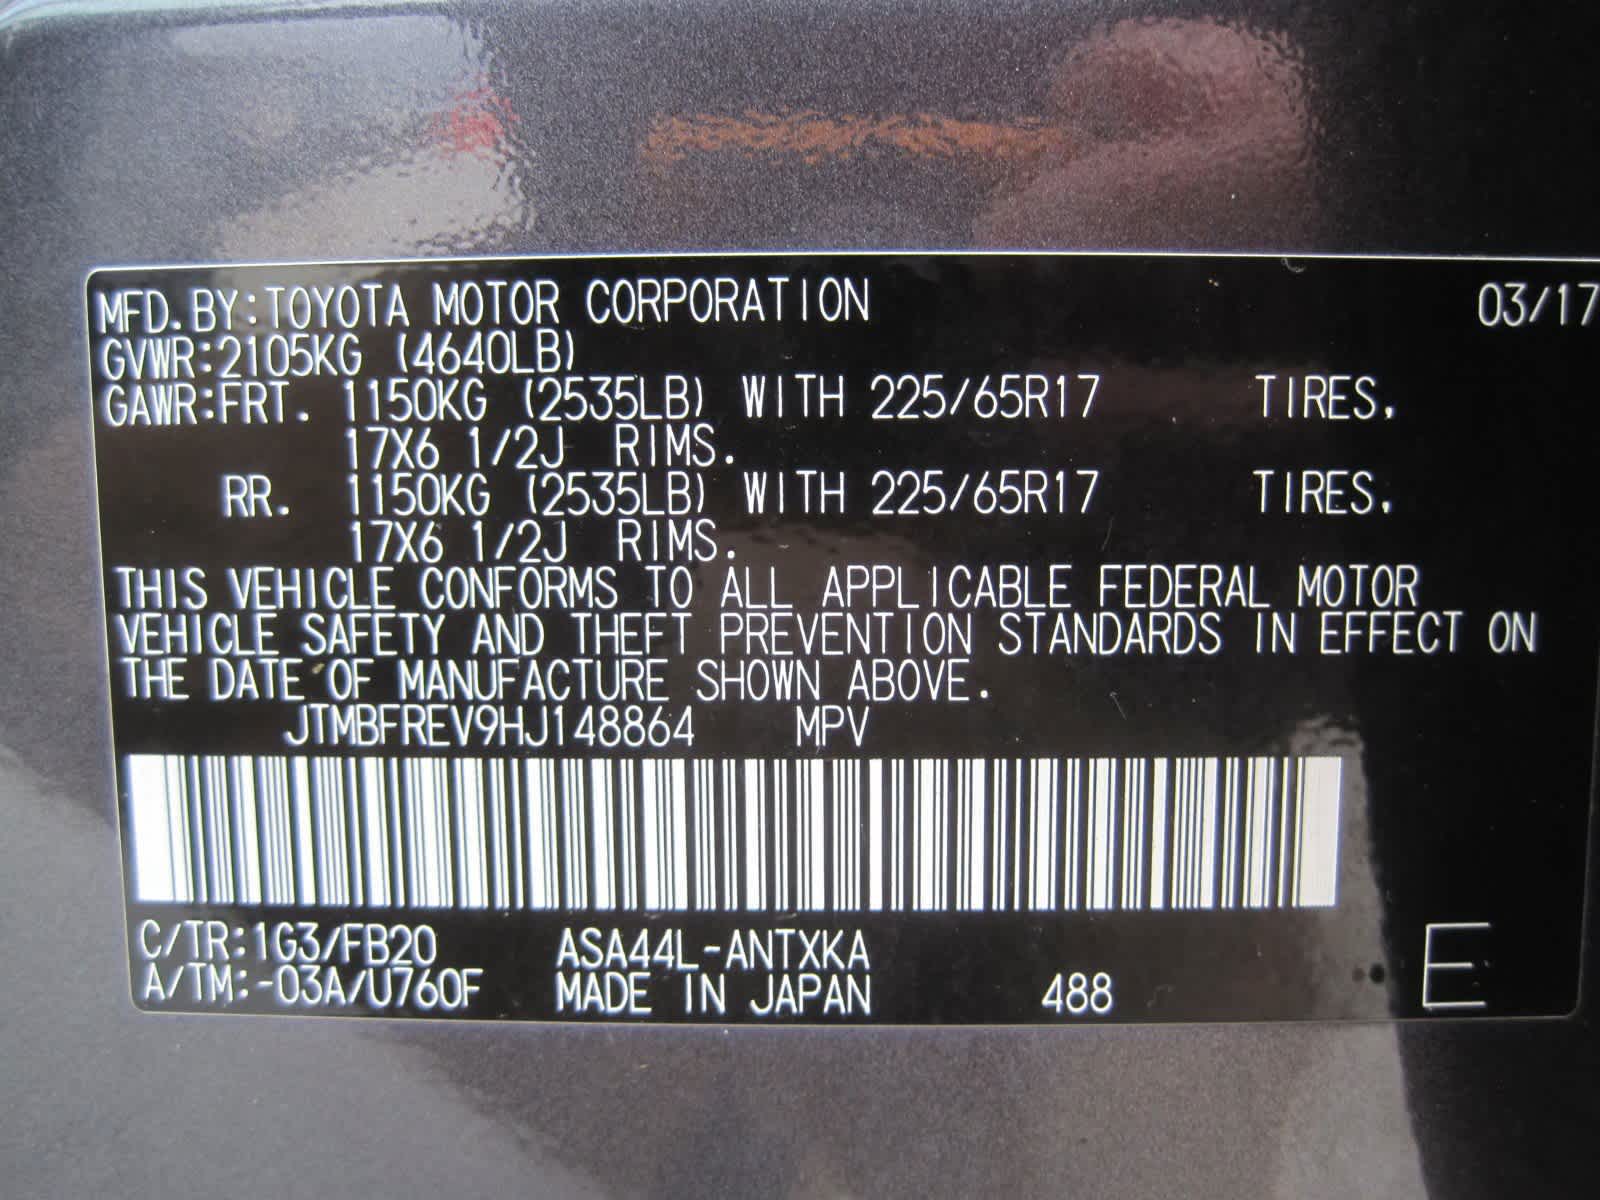 MFD.BY:TOYOTA MOTOR CORPORATION 03/17
GVWR:2105KG (4640LB)
GAWR:FRT. 1150KG (2535LB) WITH 225/65R17 TIRES,
17X6 1/2J RIMS.
RR. 1150KG (2535LB) WITH 225/65R17 TIRES,
17X6 1/2J RIMS.
THIS VEHICLE CONFORMS TO ALL APPLICABLE FEDERAL MOTOR
VEHICLE SAFETY AND THEFT PREVENTION STANDARDS IN EFFECT ON
THE DATE OF MANUFACTURE SHOWN ABOVE.
JTMBFREV9HJ148864 MPV
C/TR:1G3/FB20 ASA44L-ANTXKA
A/TM:-03A/U760F MADE IN JAPAN 488 E